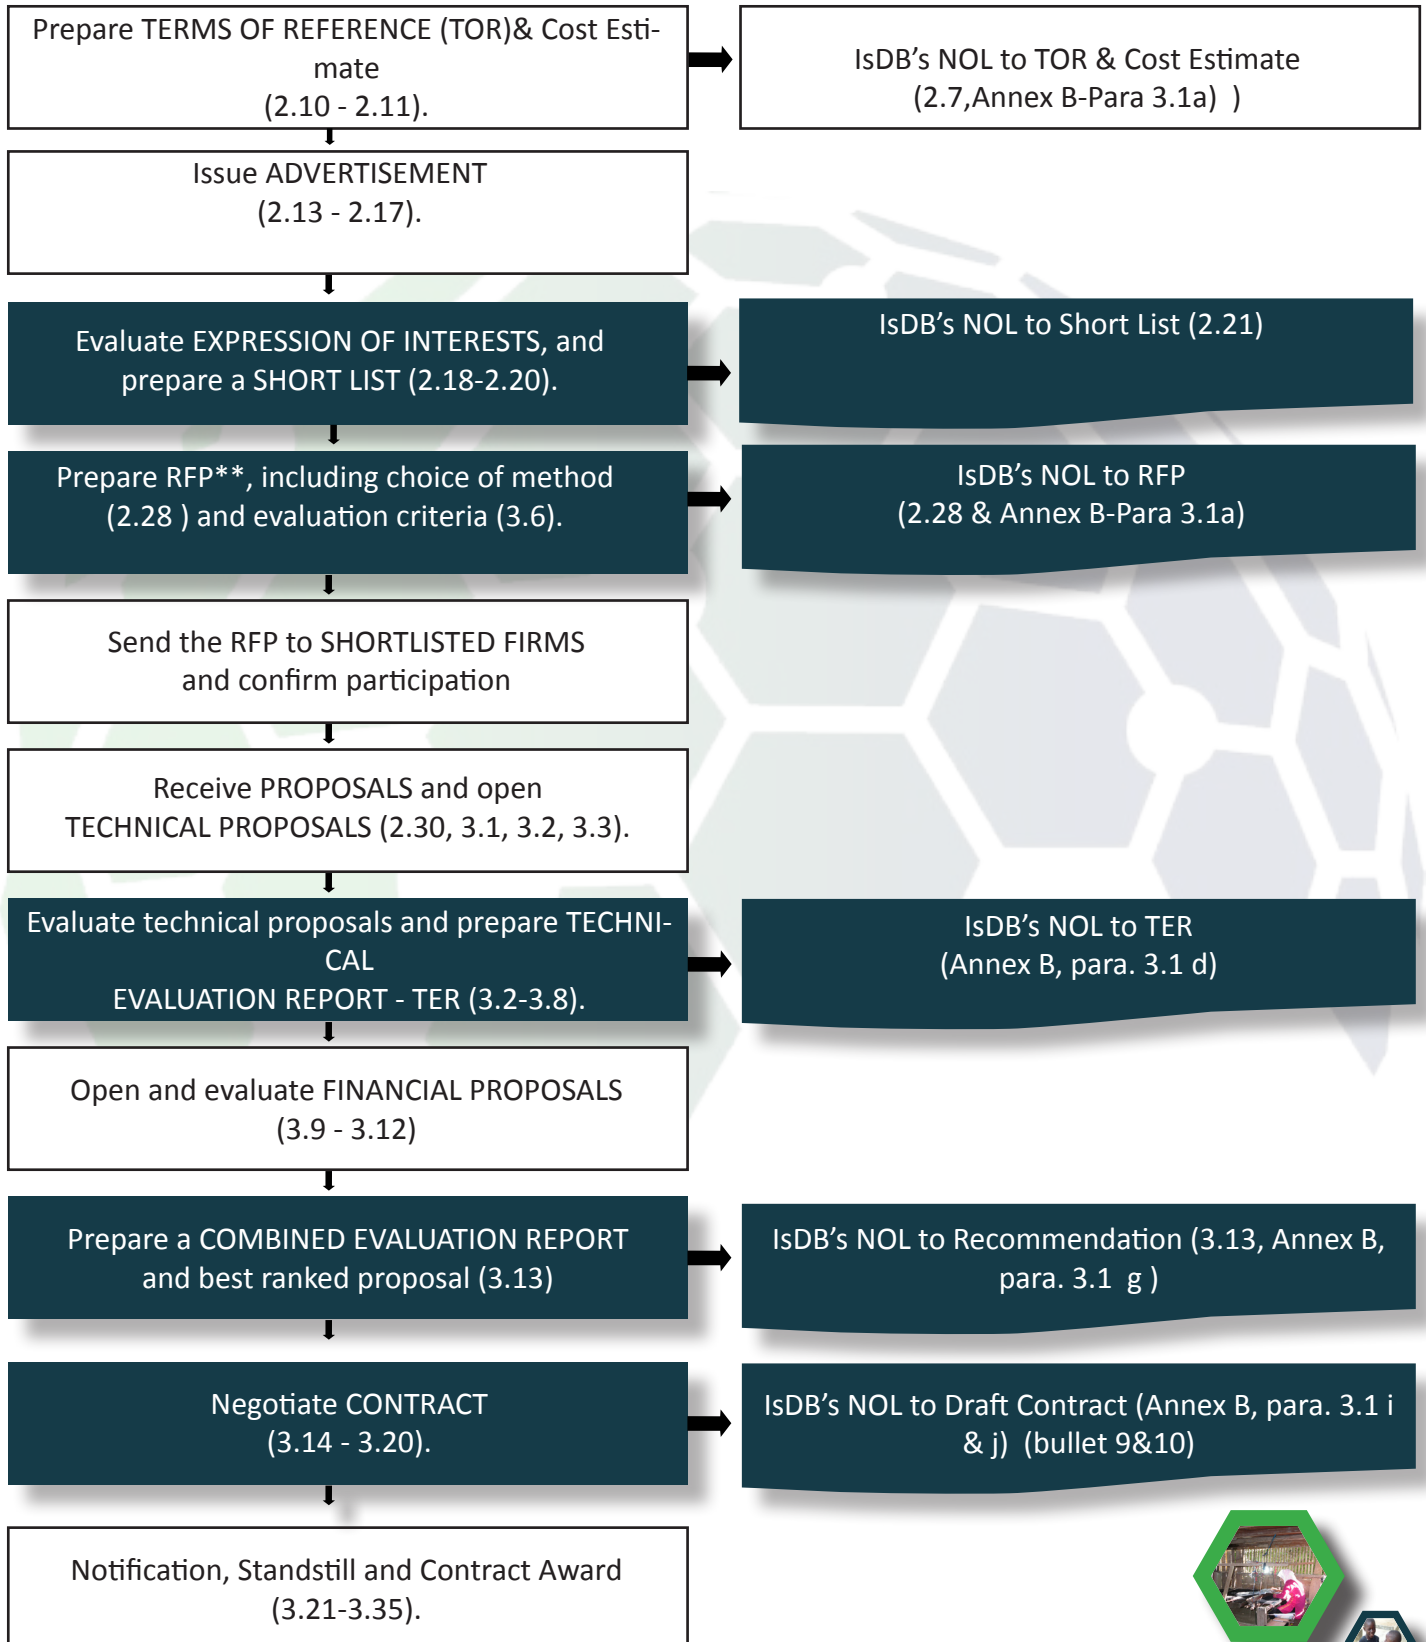 Prepare TERMS OF REFERENCE (TOR)& Cost Esti-
mate
(2.10 - 2.11).
IsDB's NOL to TOR & Cost Estimate
(2.7,Annex B-Para 3.1a)  )
Issue ADVERTISEMENT
(2.13 - 2.17).
Evaluate EXPRESSION OF INTERESTS, and
prepare a SHORT LIST (2.18-2.20).
IsDB's NOL to Short List (2.21)
Prepare RFP**, including choice of method
(2.28 ) and evaluation criteria (3.6).
IsDB's NOL to RFP
(2.28 & Annex B-Para 3.1a)
Send the RFP to SHORTLISTED FIRMS
and confirm participation
Receive PROPOSALS and open
TECHNICAL PROPOSALS (2.30, 3.1, 3.2, 3.3).
Evaluate technical proposals and prepare TECHNI-
CAL
EVALUATION REPORT - TER (3.2-3.8).
IsDB's NOL to TER
(Annex B, para. 3.1 d)
Open and evaluate FINANCIAL PROPOSALS
(3.9 - 3.12)
Prepare a COMBINED EVALUATION REPORT
and best ranked proposal (3.13)
IsDB's NOL to Recommendation (3.13, Annex B,
para. 3.1  g )
Negotiate CONTRACT
(3.14 - 3.20).
IsDB's NOL to Draft Contract (Annex B, para. 3.1 i
& j)  (bullet 9&10)
Notification, Standstill and Contract Award
(3.21-3.35).